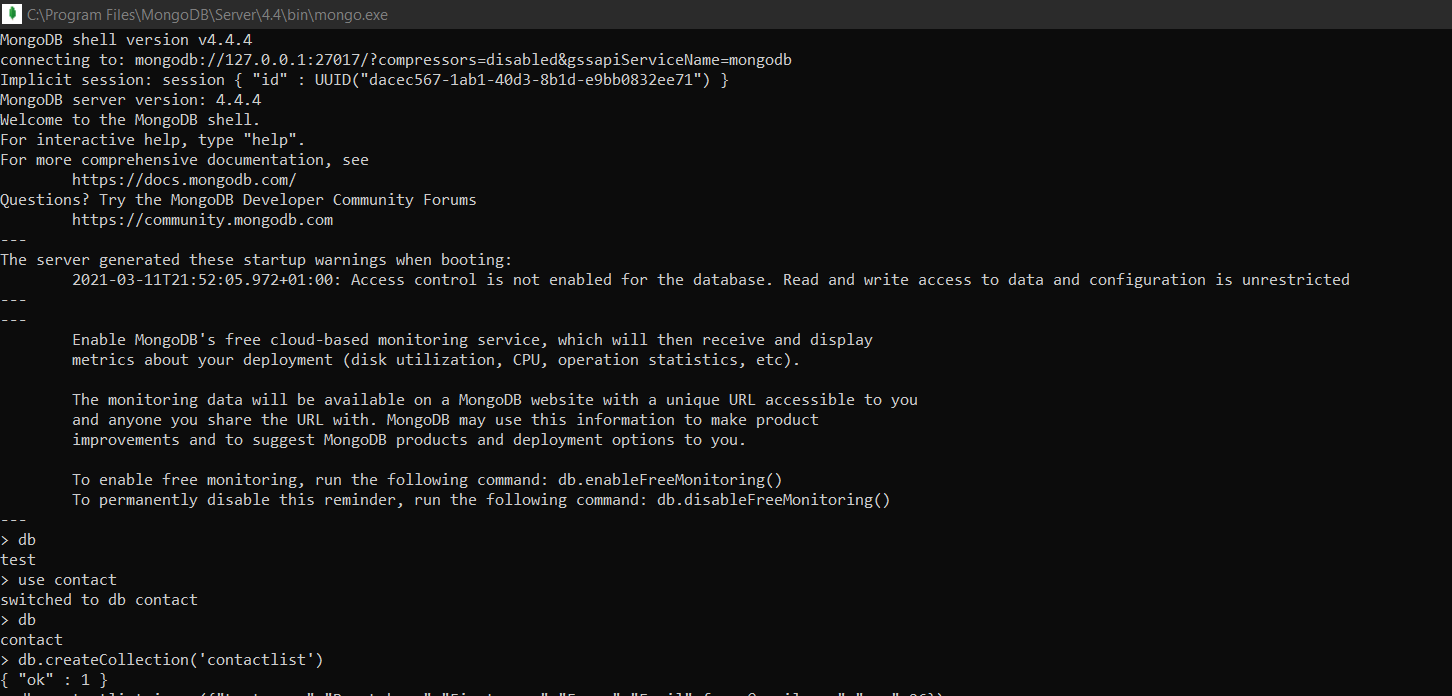 C:\Program Files\MongoDB\Server\4.4\bin\mongo.exe
MongoDB shell version v4.4.4
connecting to: mongodb://127.0.0.1:27017/?compressors=disabled&gssapiServiceName=mongodb
Implicit session: session { "id" : UUID("dacec567-1ab1-40d3-8b1d-e9bb0832ee71") }
MongoDB server version: 4.4.4
Welcome to the MongoDB shell.
For interactive help, type "help".
For more comprehensive documentation, see
https://docs.mongodb.com/
Questions? Try the MongoDB Developer Community Forums
https://community.mongodb.com
---
The server generated these startup warnings when booting:
2021-03-11T21:52:05.972+01:00: Access control is not enabled for the database. Read and write access to data and configuration is unrestricted
---
---
Enable MongoDB's free cloud-based monitoring service, which will then receive and display
metrics about your deployment (disk utilization, CPU, operation statistics, etc).
The monitoring data will be available on a MongoDB website with a unique URL accessible to you
and anyone you share the URL with. MongoDB may use this information to make product
improvements and to suggest MongoDB products and deployment options to you.
To enable free monitoring, run the following command: db.enableFreeMonitoring()
To permanently disable this reminder, run the following command: db.disableFreeMonitoring()
---
> db
test
> use contact
switched to db contact
> db
contact
> db.createCollection('contactlist')
{ "ok" : 1 }